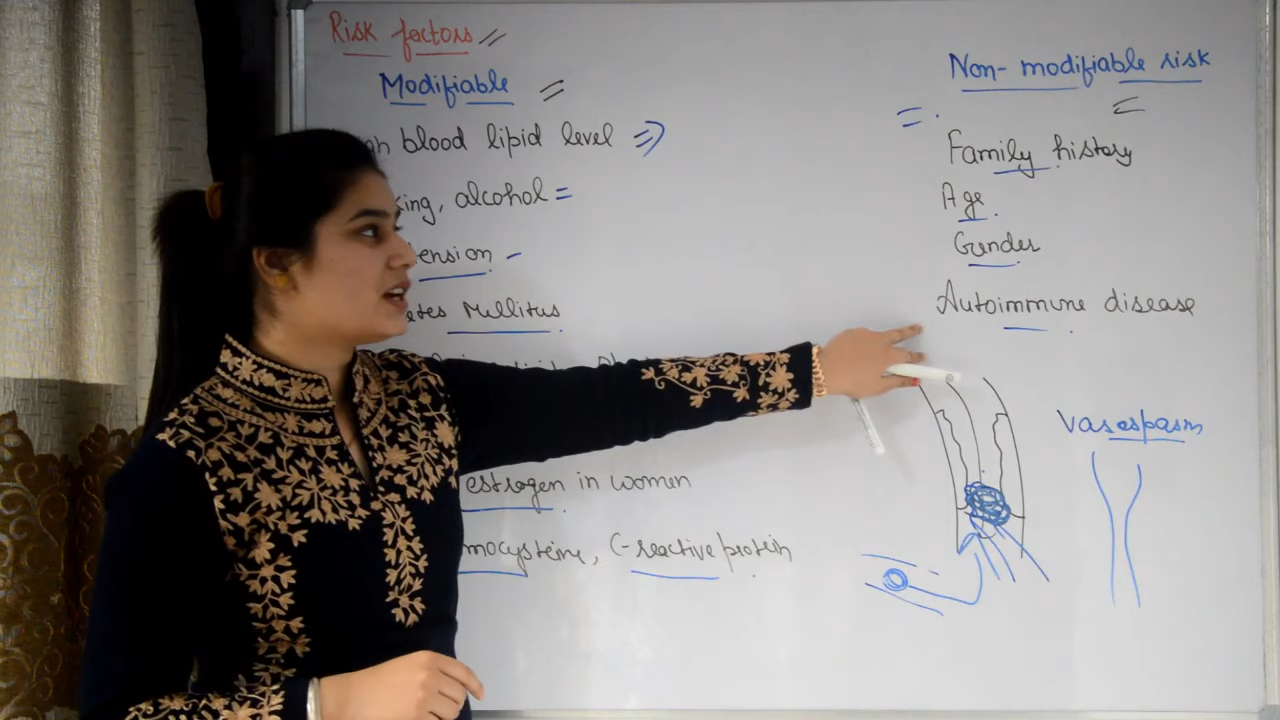 Risk factors
Modifiable
blood lipid level
alcohol
Mellitus
estrogen in women
C-reactive protein
Non-modifiable risk
Family history
Age
Gender
Autoimmune disease
Vasospasm